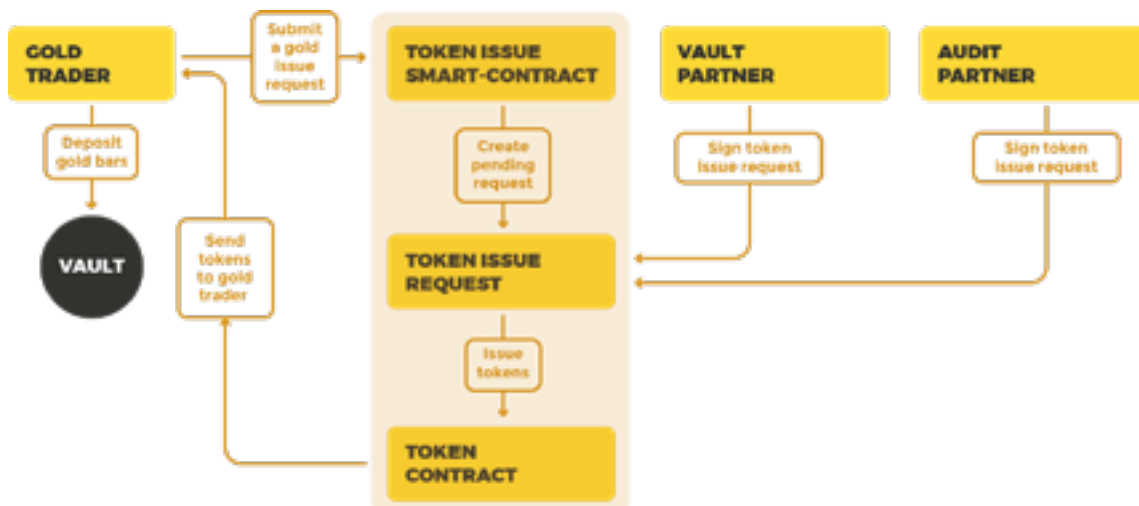 GOLD
TRADER
Submit
a gold
issue
request
TOKEN ISSUE
SMART-CONTRACT
VAULT
PARTNER
AUDIT
PARTNER
Deposit
gold bars
Create
pending
request
Sign token
issue request
Sign token
issue request
VAULT
Send
tokens
to gold
trader
TOKEN ISSUE
REQUEST
Issue
tokens
TOKEN
CONTRACT